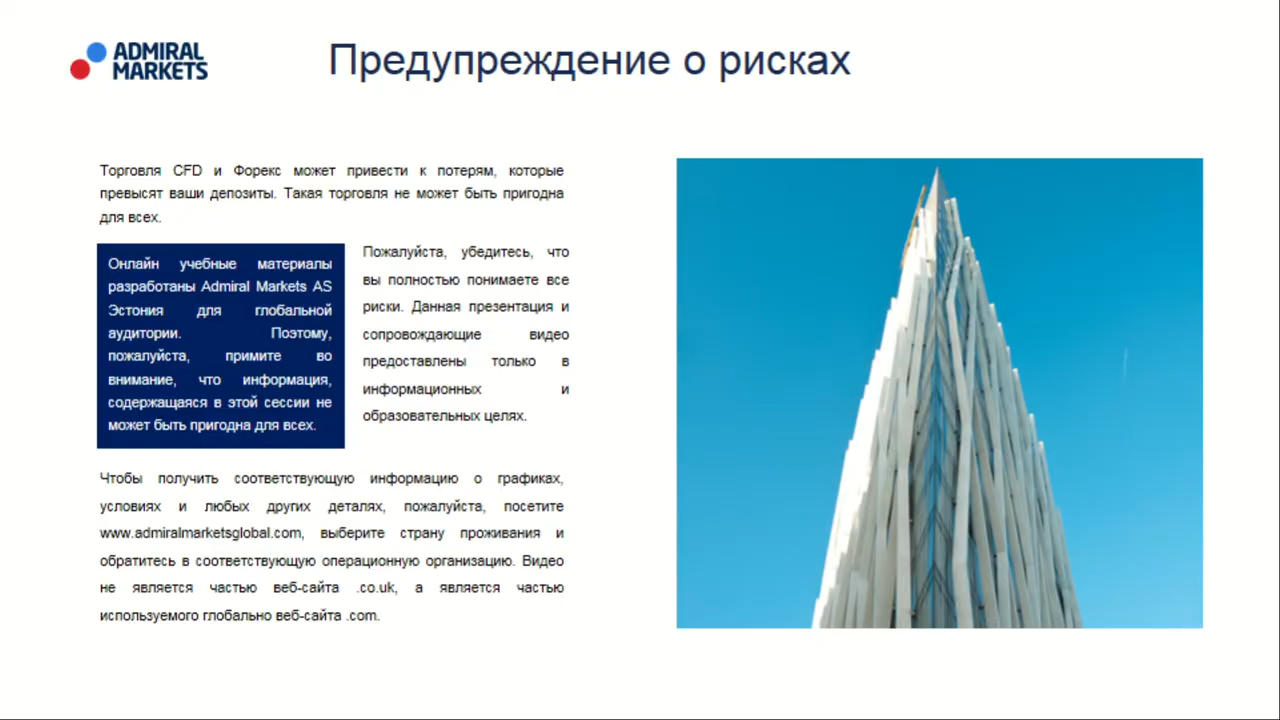 ADMIRAL
MARKETS
Предупреждение о рисках
Торговля CFD и Форекс может привести к потерям, которые
превысят ваши депозиты. Такая торговля не может быть пригодна
для всех.
Онлайн учебные материалы
разработаны Admiral Markets AS
Эстония для глобальной
аудитории. Поэтому,
пожалуйста, примите во
внимание, что информация,
содержащаяся в этой сессии не
может быть пригодна для всех.
Пожалуйста, убедитесь, что
вы полностью понимаете все
риски. Данная презентация и
сопровождающие видео
предоставлены только в
информационных и
образовательных целях.
Чтобы получить соответствующую информацию о графиках,
условиях и любых других деталях, пожалуйста, посетите
www.admiralmarketsglobal.com, выберите страну проживания и
обратитесь в соответствующую операционную организацию. Видео
не является частью веб-сайта .co.uk, а является частью
используемого глобально веб-сайта .com.